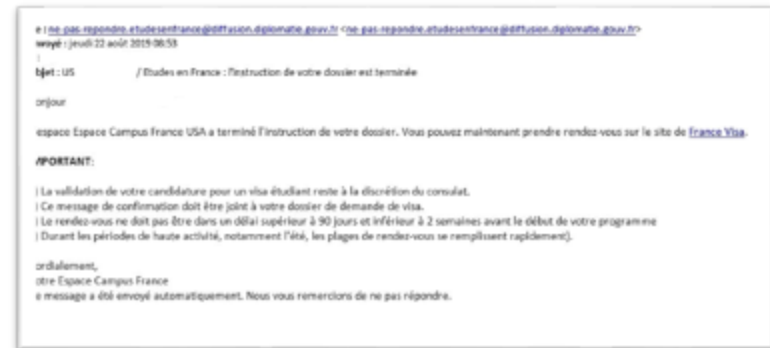 e : ne-pas-repondre.etudesenfrance@diffusion.diplomatie.gouv.fr <ne-pas-repondre.etudesenfrance@diffusion.diplomatie.gouv.fr>
nvoyé : jeudi 22 août 2019 08:53
:
bjet : US / Etudes en France : l'instruction de votre dossier est terminée
onjour
espace Espace Campus France USA a terminé l'instruction de votre dossier. Vous pouvez maintenant prendre rendez-vous sur le site de France Visa.
MPORTANT:
) La validation de votre candidature pour un visa étudiant reste à la discrétion du consulat.
) Ce message de confirmation doit être joint à votre dossier de demande de visa.
) Le rendez-vous ne doit pas être dans un délai supérieur à 90 jours et inférieur à 2 semaines avant le début de votre programme
) Durant les périodes de haute activité, notamment l'été, les plages de rendez-vous se remplissent rapidement).
ordialement,
otre Espace Campus France
e message a été envoyé automatiquement. Nous vous remercions de ne pas répondre.